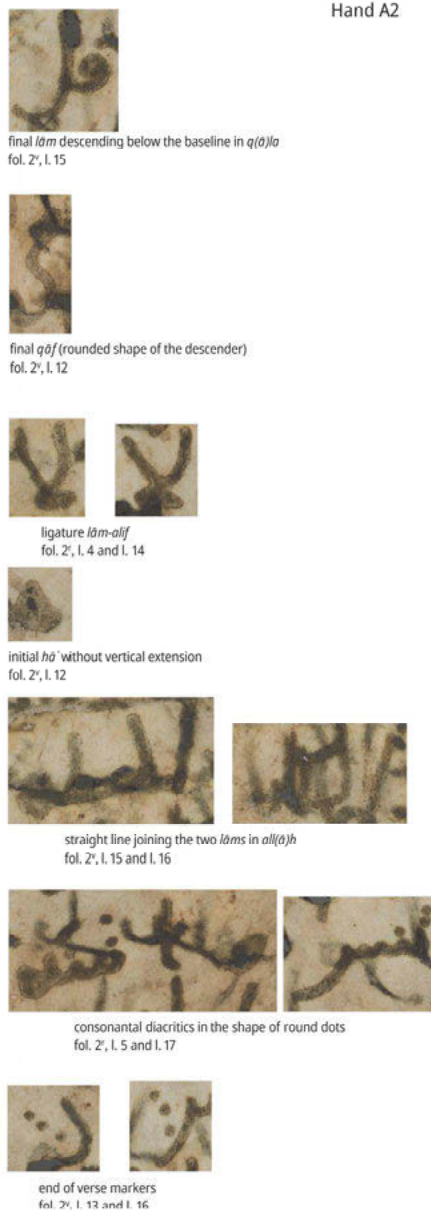 Hand A2
final lām descending below the baseline in q(ā)la
fol. 2ᵛ, l. 15
final qāf (rounded shape of the descender)
fol. 2ᵛ, l. 12
ligature lām-alif
fol. 2ʳ, l. 4 and l. 14
initial hāʾ without vertical extension
fol. 2ᵛ, l. 12
straight line joining the two lāms in all(ā)h
fol. 2ᵛ, l. 15 and l. 16
consonantal diacritics in the shape of round dots
fol. 2ʳ, l. 5 and l. 17
end of verse markers
fol. 2ᵛ, l. 13 and l. 16